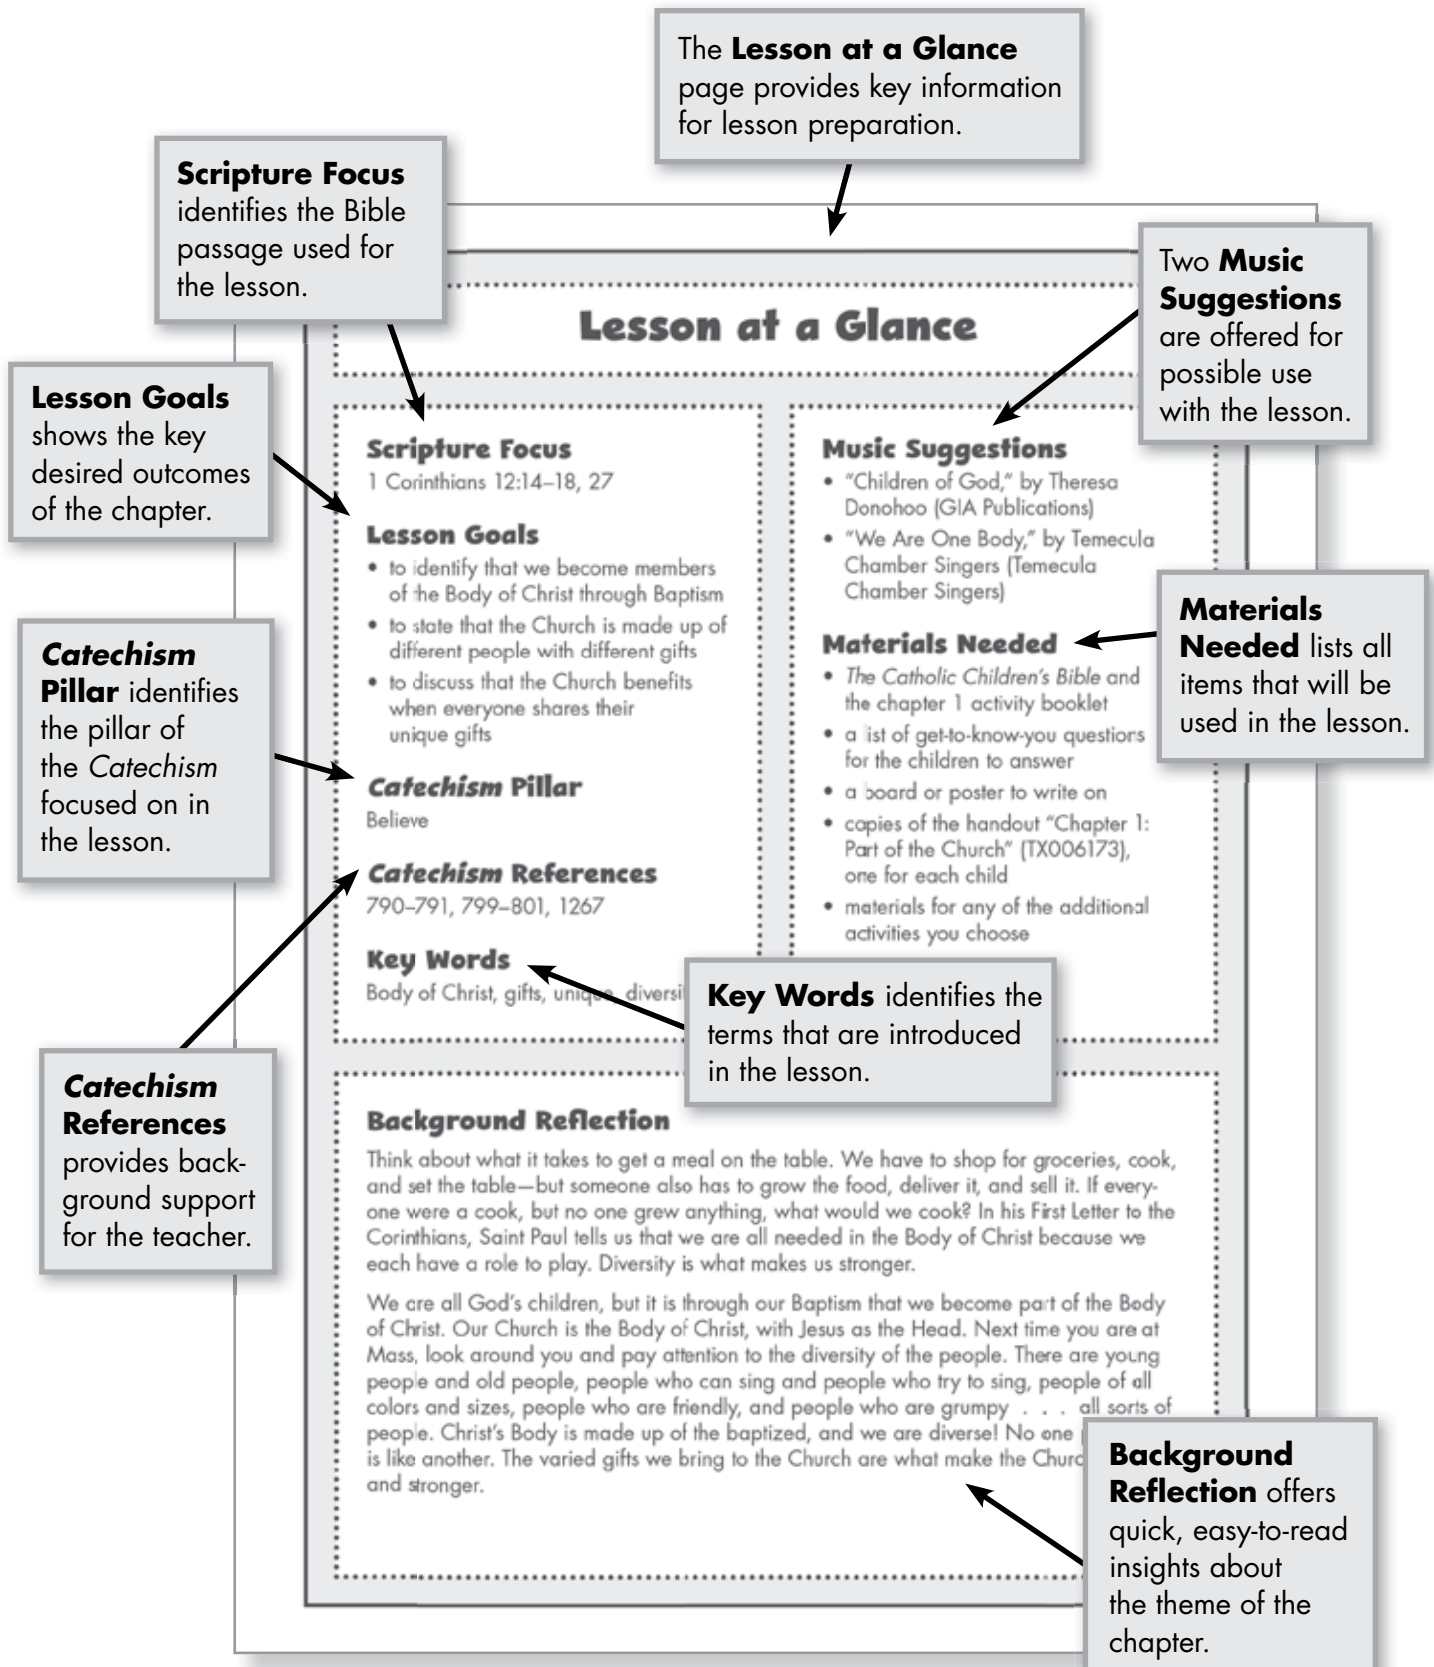 The Lesson at a Glance
page provides key information
for lesson preparation.
Scripture Focus
identifies the Bible
passage used for
the lesson.
Two Music
Suggestions
are offered for
possible use
with the lesson.
Lesson Goals
shows the key
desired outcomes
of the chapter.
Catechism
Pillar identifies
the pillar of
the Catechism
focused on in
the lesson.
Catechism
References
provides back-
ground support
for the teacher.
Lesson at a Glance
Scripture Focus
1 Corinthians 12:14–18, 27
Lesson Goals
• to identify that we become members
of the Body of Christ through Baptism
• to state that the Church is made up of
different people with different gifts
• to discuss that the Church benefits
when everyone shares their
unique gifts
Catechism Pillar
Believe
Catechism References
790–791, 799–801, 1267
Key Words
Body of Christ, gifts, unique,
Music Suggestions
• “Children of God,” by Theresa
Donohoo (GIA Publications)
• “We Are One Body,” by Temecula
Chamber Singers (Temecula
Chamber Singers)
Materials Needed
• The Catholic Children’s Bible and
the chapter 1 activity booklet
• a list of get-to-know-you questions
for the children to answer
• a board or poster to write on
• copies of the handout “Chapter 1:
Part of the Church” (TX006173),
one for each child
• materials for any of the additional
activities you choose
Materials
Needed lists all
items that will be
used in the lesson.
Key Words identifies the
terms that are introduced
in the lesson.
Background Reflection
Think about what it takes to get a meal on the table. We have to shop for groceries, cook,
and set the table—but someone also has to grow the food, deliver it, and sell it. If every-
one were a cook, but no one grew anything, what would we cook? In his First Letter to the
Corinthians, Saint Paul tells us that we are all needed in the Body of Christ because we
each have a role to play. Diversity is what makes us stronger.
We are all God’s children, but it is through our Baptism that we become part of the Body
of Christ. Our Church is the Body of Christ, with Jesus as the Head. Next time you are at
Mass, look around you and pay attention to the diversity of the people. There are young
people and old people, people who can sing and people who try to sing, people of all
colors and sizes, people who are friendly, and people who are grumpy . . . all sorts of
people. Christ’s Body is made up of the baptized, and we are diverse! No one
is like another. The varied gifts we bring to the Church are what make the
and stronger.
Background
Reflection offers
quick, easy-to-read
insights about
the theme of the
chapter.